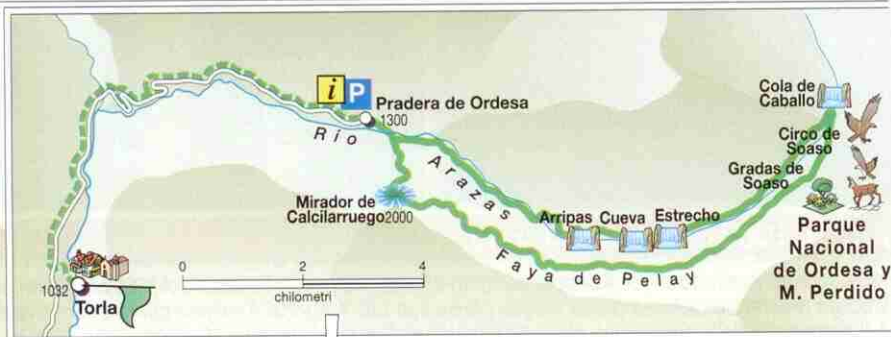 i P
Pradera de Ordesa
1300
Río
Arazas
Mirador de
Calcilarruego 2000
Arripas Cueva Estrecho
Faya de Pelay
Cola de
Caballo
Circo de
Soaso
Gradas de
Soaso
Parque
Nacional
de Ordesa y
M. Perdido
1032
Torla
0 2 4
chilometri